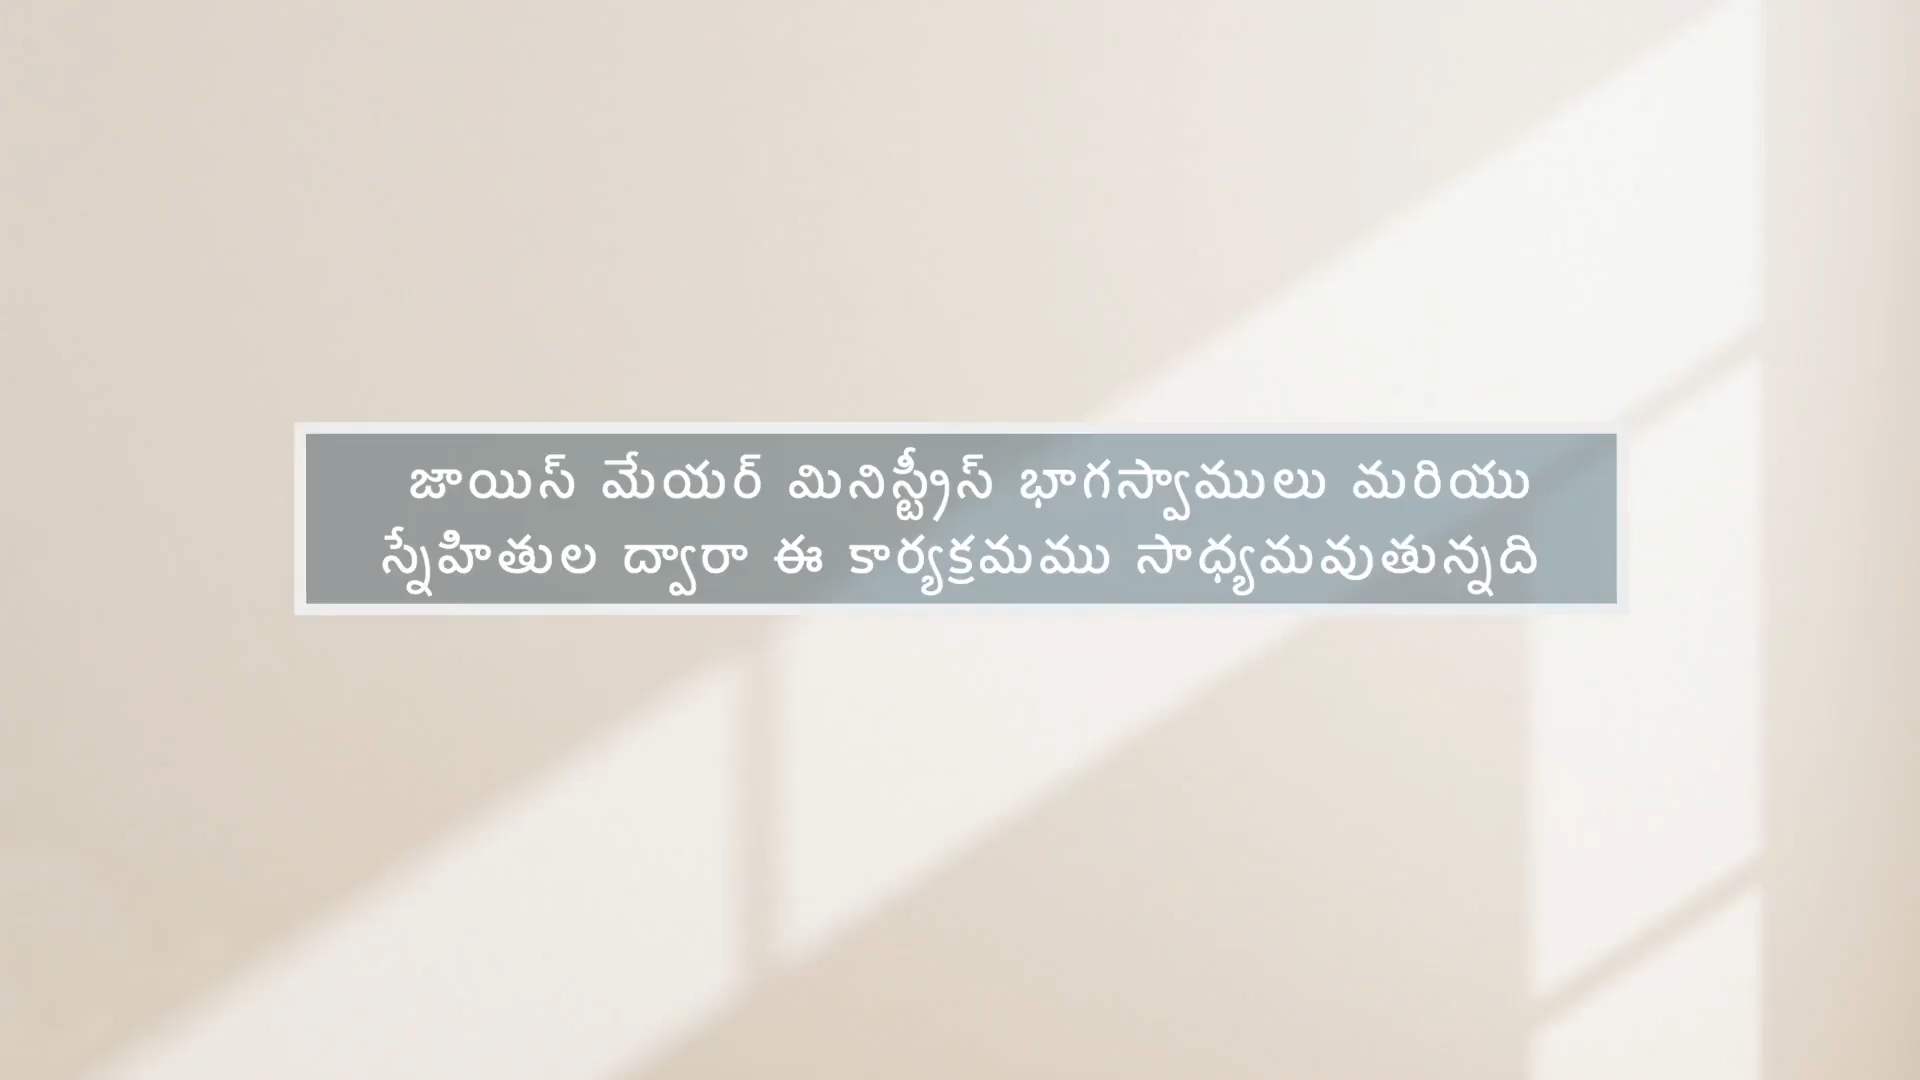 జాయిస్ మేయర్ మినిస్ట్రీస్ భాగస్వాములు మరియు
స్నేహితుల ద్వారా ఈ కార్యక్రమము సాధ్యమవుతున్నది